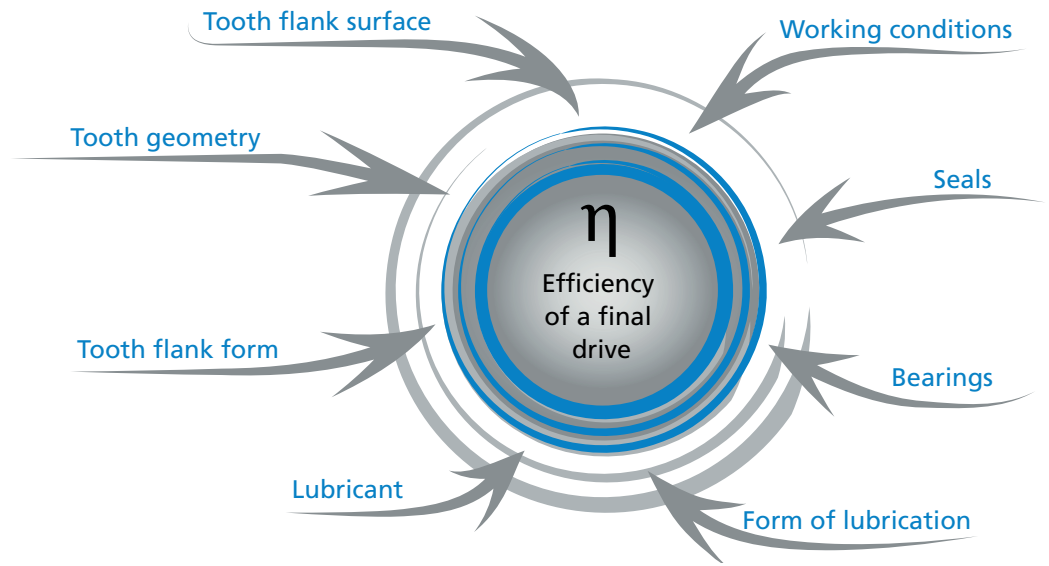 Tooth flank surface
Working conditions
Tooth geometry
Seals
η
Efficiency
of a final
drive
Tooth flank form
Bearings
Lubricant
Form of lubrication